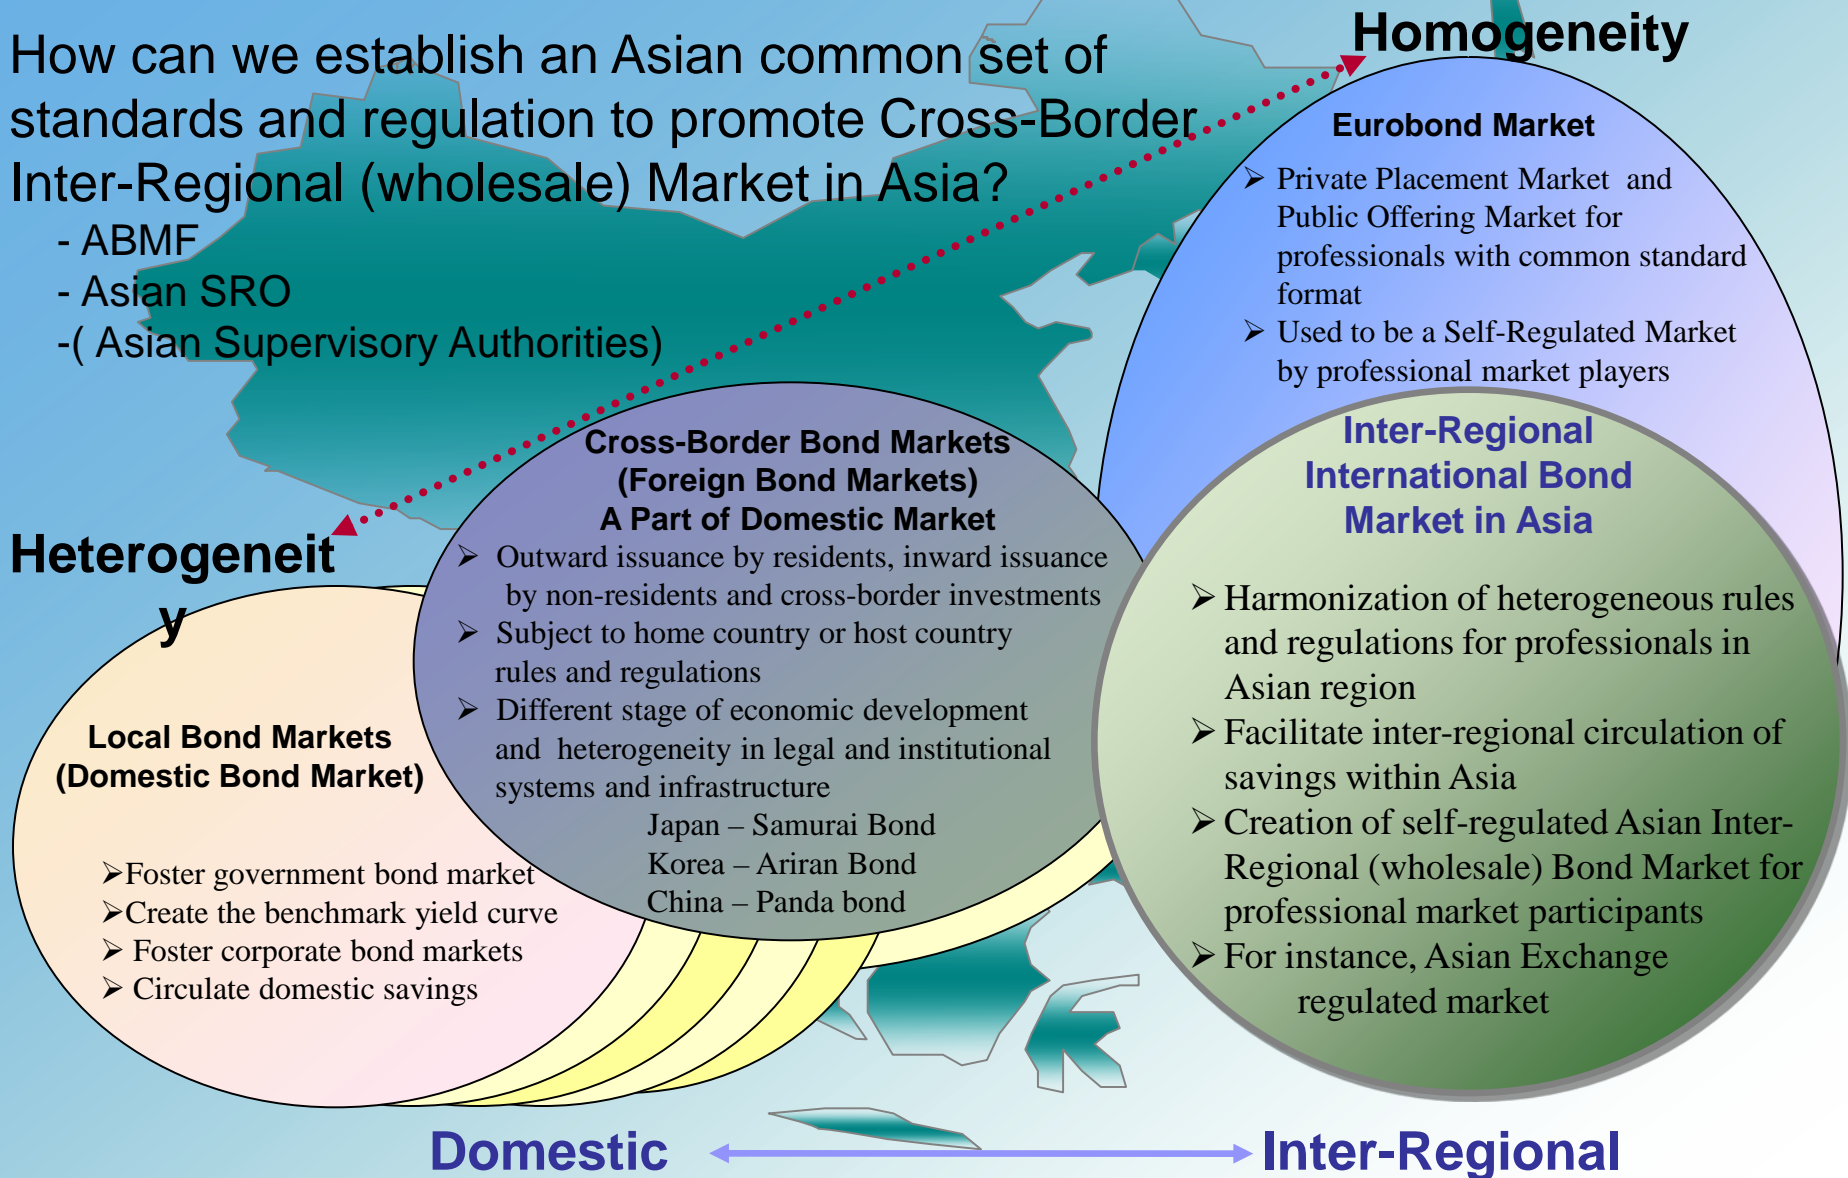 How can we establish an Asian common set of
standards and regulation to promote Cross-Border
Inter-Regional (wholesale) Market in Asia?
- ABMF
- Asian SRO
-( Asian Supervisory Authorities)
Homogeneity
Eurobond Market
➢ Private Placement Market and
Public Offering Market for
professionals with common standard
format
➢ Used to be a Self-Regulated Market
by professional market players
Heterogeneit
y
Cross-Border Bond Markets
(Foreign Bond Markets)
A Part of Domestic Market
➢ Outward issuance by residents, inward issuance
by non-residents and cross-border investments
➢ Subject to home country or host country
rules and regulations
➢ Different stage of economic development
and heterogeneity in legal and institutional
systems and infrastructure
Japan – Samurai Bond
Korea – Ariran Bond
China – Panda bond
Inter-Regional
International Bond
Market in Asia
➢ Harmonization of heterogeneous rules
and regulations for professionals in
Asian region
➢ Facilitate inter-regional circulation of
savings within Asia
➢ Creation of self-regulated Asian Inter-
Regional (wholesale) Bond Market for
professional market participants
➢ For instance, Asian Exchange
regulated market
Local Bond Markets
(Domestic Bond Market)
➢Foster government bond market
➢Create the benchmark yield curve
➢ Foster corporate bond markets
➢ Circulate domestic savings
Domestic
Inter-Regional